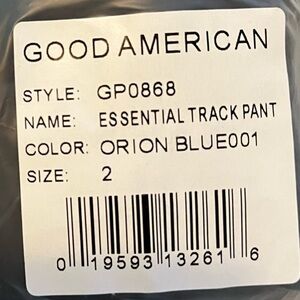 GOOD AMERICAN
STYLE: GP0868
NAME: ESSENTIAL TRACK PANT
COLOR: ORION BLUE001
SIZE: 2
0 19593 13261 6